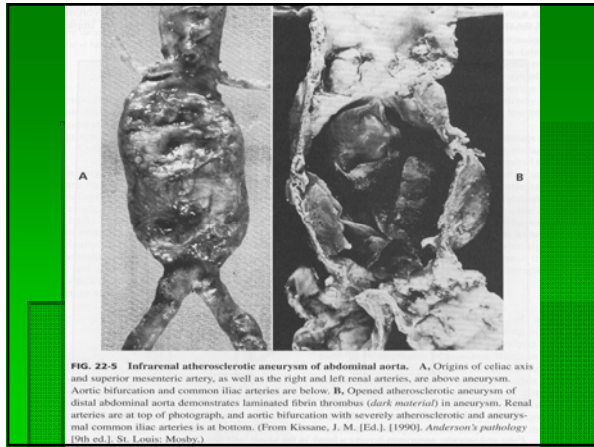 A
B
FIG. 22-5 Infrarenal atherosclerotic aneurysm of abdominal aorta. A, Origins of celiac axis
and superior mesenteric artery, as well as the right and left renal arteries, are above aneurysm.
Aortic bifurcation and common iliac arteries are below. B, Opened atherosclerotic aneurysm of
distal abdominal aorta demonstrates laminated fibrin thrombus (dark material) in aneurysm. Renal
arteries are at top of photograph, and aortic bifurcation with severely atherosclerotic and aneurys-
mal common iliac arteries is at bottom. (From Kissane, J. M. [Ed.]. [1990]. Anderson's pathology
[9th ed.]. St. Louis: Mosby.)